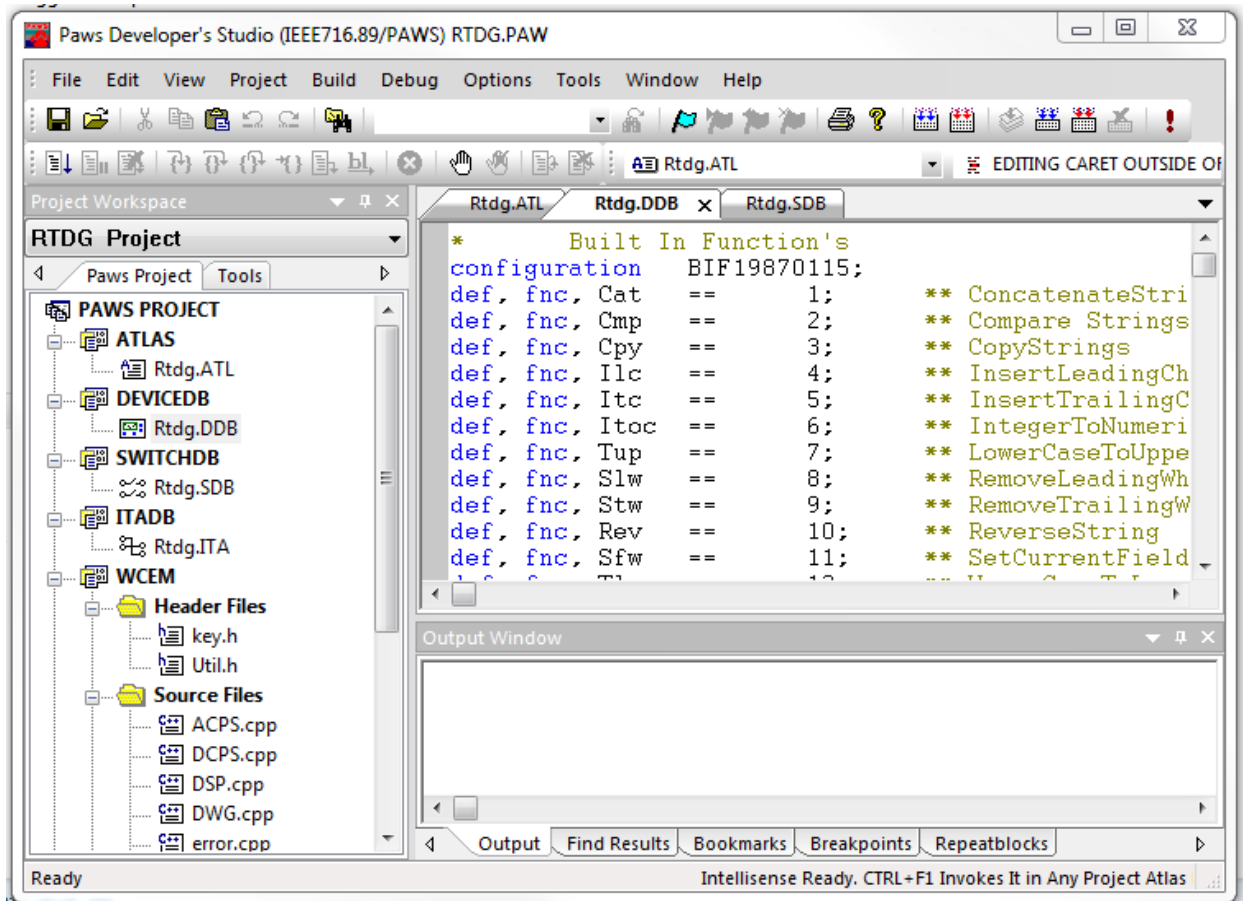 Paws Developer's Studio (IEEE716.89/PAWS) RTDG.PAW
File Edit View Project Build Debug Options Tools Window Help
Rtdg.ATL
EDITING CARET OUTSIDE OF
Project Workspace
RTDG Project
Paws Project Tools
PAWS PROJECT
ATLAS
Rtdg.ATL
DEVICEDB
Rtdg.DDB
SWITCHDB
Rtdg.SDB
ITADB
Rtdg.ITA
WCEM
Header Files
key.h
Util.h
Source Files
ACPS.cpp
DCPS.cpp
DSP.cpp
DWG.cpp
error.cpp
Rtdg.ATL Rtdg.DDB Rtdg.SDB
* Built In Function's
configuration BIF19870115;
def, fnc, Cat == 1; ** ConcatenateStri
def, fnc, Cmp == 2; ** Compare Strings
def, fnc, Cpy == 3; ** CopyStrings
def, fnc, Ilc == 4; ** InsertLeadingCh
def, fnc, Itc == 5; ** InsertTrailingC
def, fnc, Itoc == 6; ** IntegerToNumeri
def, fnc, Tup == 7; ** LowerCaseToUppe
def, fnc, Slw == 8; ** RemoveLeadingWh
def, fnc, Stw == 9; ** RemoveTrailingW
def, fnc, Rev == 10; ** ReverseString
def, fnc, Sfw == 11; ** SetCurrentField
Output Window
Output Find Results Bookmarks Breakpoints Repeatblocks
Ready
Intellisense Ready. CTRL+F1 Invokes It in Any Project Atlas